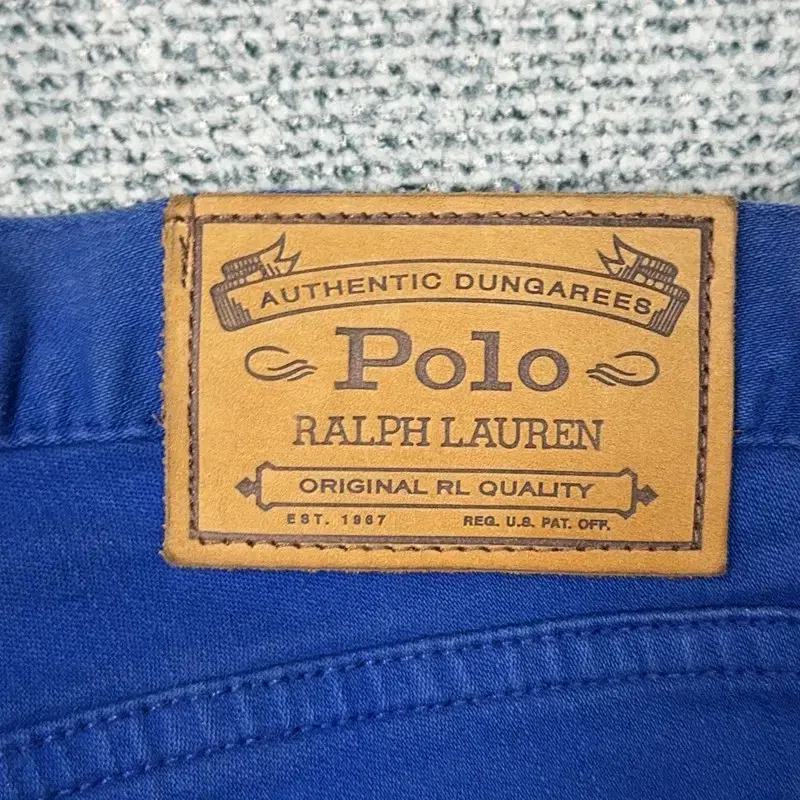 AUTHENTIC DUNGAREES
Polo
RALPH LAUREN
ORIGINAL RL QUALITY
EST. 1967 REG. U.S. PAT. OFF.